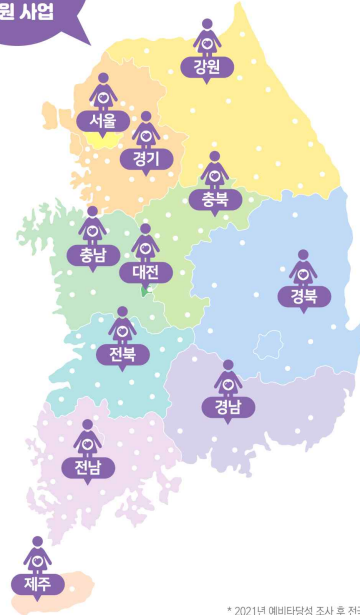 원 사업
강원
서울
경기
충북
충남
대전
경북
전북
경남
전남
제주
* 2021년 예비타당성 조사 후 전